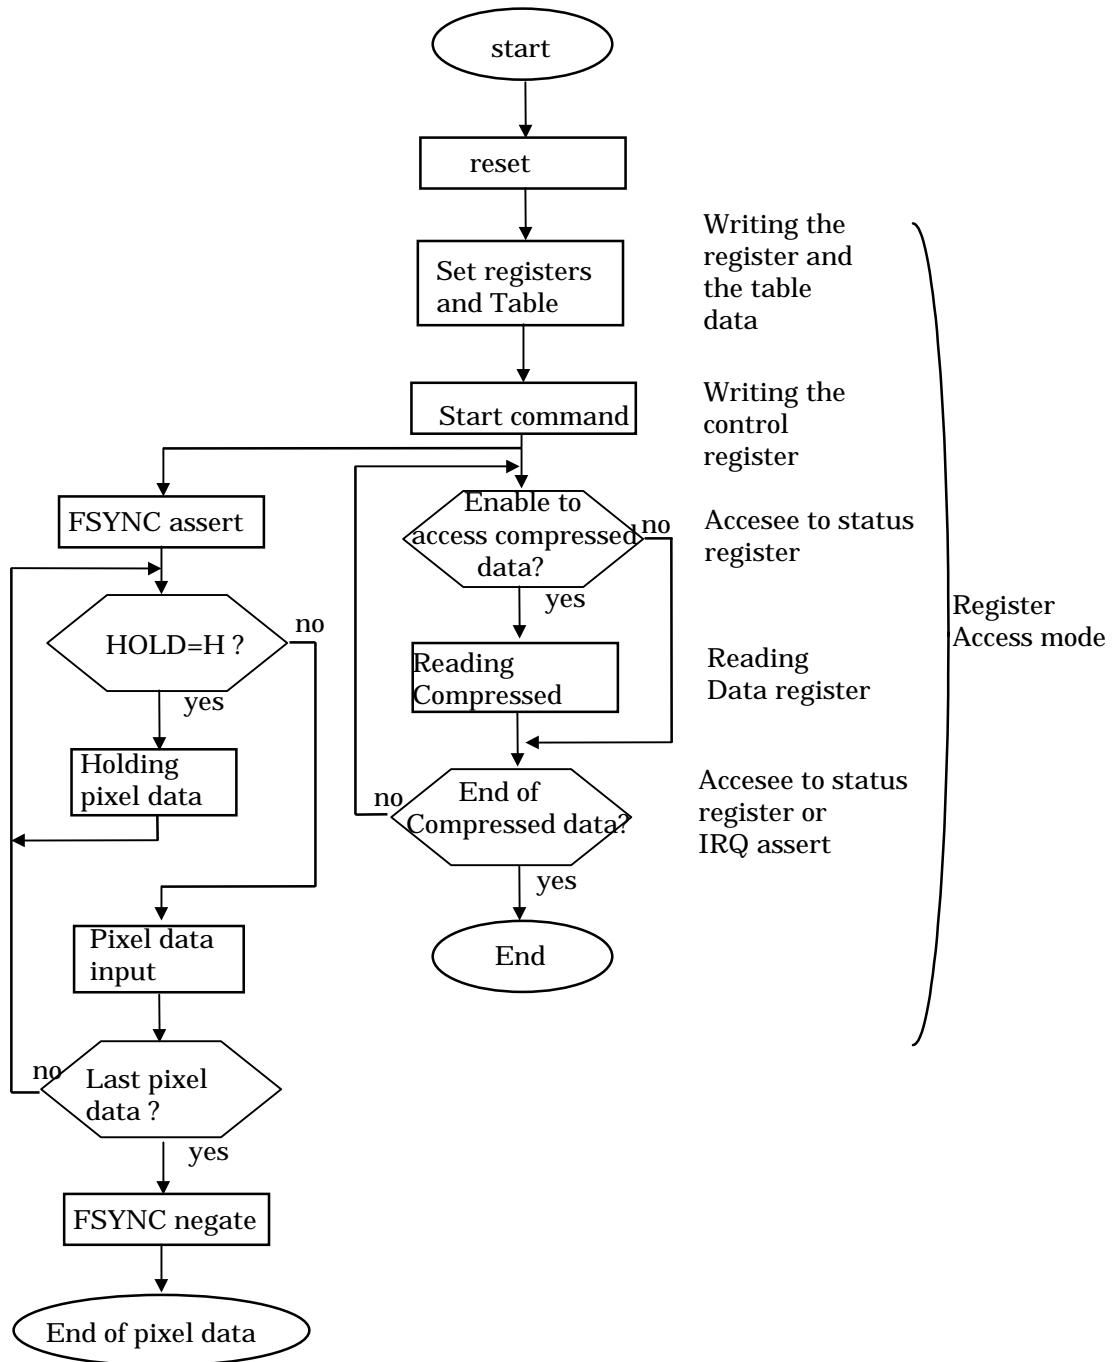 start
reset
Set registers
and Table
Writing the
register and
the table
data
Start command
Writing the
control
register
FSYNC assert
Enable to
access compressed
data?
no
yes
Accesee to status
register
HOLD=H ?
no
yes
Reading
Compressed
Reading
Data register
Register
Access mode
Holding
pixel data
no
End of
Compressed data?
yes
Accesee to status
register or
IRQ assert
Pixel data
input
End
no
Last pixel
data ?
yes
FSYNC negate
End of pixel data